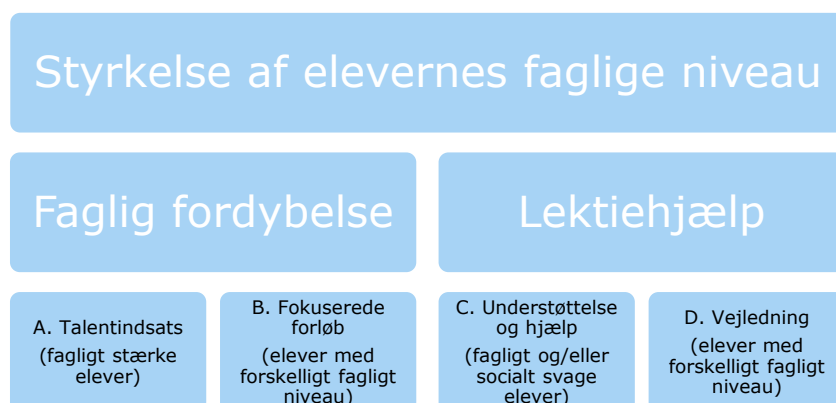 Styrkelse af elevernes faglige niveau
Faglig fordybelse
Lektiehjælp
A. Talentindsats
(fagligt stærke
elever)
B. Fokuserede
forløb
(elever med
forskelligt fagligt
niveau)
C. Understøttelse
og hjælp
(fagligt og/eller
socialt svage
elever)
D. Vejledning
(elever med
forskelligt fagligt
niveau)